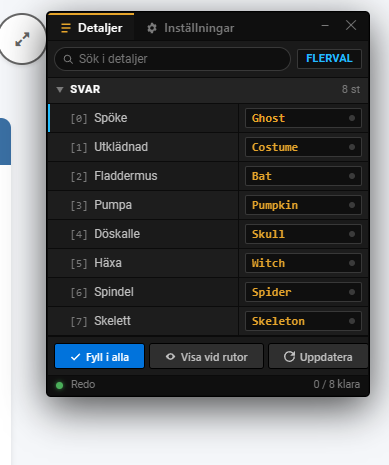 Detaljer Inställningar
Sök i detaljer FLERVAL
SVAR 8 st
[0] Spöke Ghost
[1] Utklädnad Costume
[2] Fladdermus Bat
[3] Pumpa Pumpkin
[4] Döskalle Skull
[5] Häxa Witch
[6] Spindel Spider
[7] Skelett Skeleton
Fyll i alla Visa vid rutor Uppdatera
Redo 0 / 8 klara